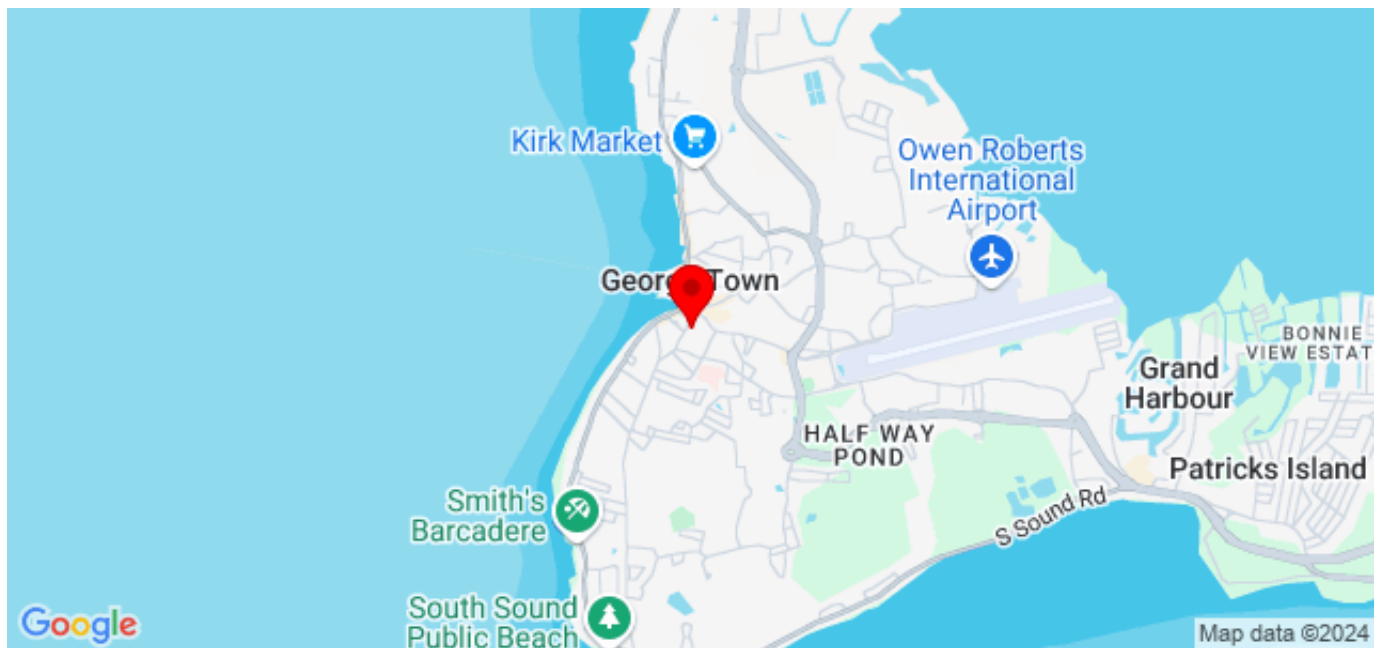 Kirk Market
Owen Roberts
International
Airport
George Town
BONNIE
VIEW ESTAT
Grand
Harbour
HALF WAY
POND
Patricks Island
Smith's
Barcadere
S Sound Rd
South Sound
Public Beach
Google
Map data ©2024